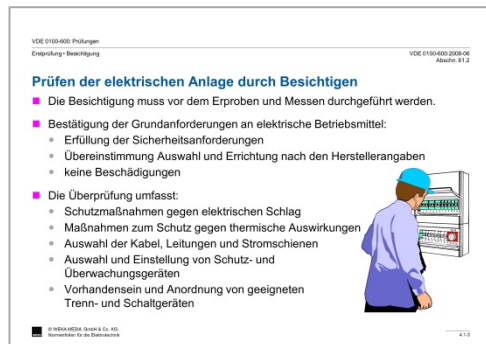 VDE 0100-600: Prüfungen
Erstprüfung • Besichtigung
VDE 0100-600:2008-06
Abschn. 61.2
Prüfen der elektrischen Anlage durch Besichtigen
Die Besichtigung muss vor dem Erproben und Messen durchgeführt werden.
Bestätigung der Grundanforderungen an elektrische Betriebsmittel:
Erfüllung der Sicherheitsanforderungen
Übereinstimmung Auswahl und Errichtung nach den Herstellerangaben
keine Beschädigungen
Die Überprüfung umfasst:
Schutzmaßnahmen gegen elektrischen Schlag
Maßnahmen zum Schutz gegen thermische Auswirkungen
Auswahl der Kabel, Leitungen und Stromschienen
Auswahl und Einstellung von Schutz- und
Überwachungsgeräten
Vorhandensein und Anordnung von geeigneten
Trenn- und Schaltgeräten
© WEKA MEDIA GmbH & Co. KG
Normenfolien für die Elektrotechnik
4.1-3